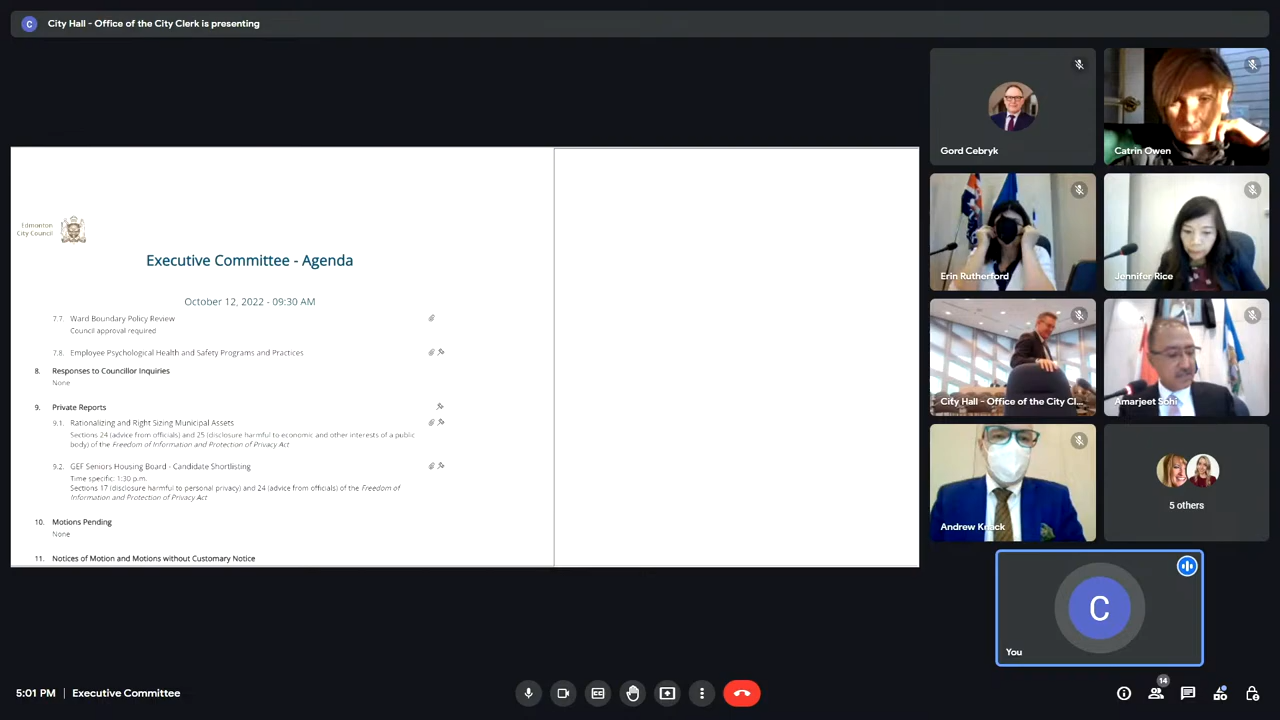 C
City Hall - Office of the City Clerk is presenting
Edmonton
City Council
Executive Committee - Agenda
October 12, 2022 - 09:30 AM
7.7. Ward Boundary Policy Review
Council approval required
7.8. Employee Psychological Health and Safety Programs and Practices
8. Responses to Councillor Inquiries
None
9. Private Reports
9.1. Rationalizing and Right Sizing Municipal Assets
Sections 24 (advice from officials) and 25 (disclosure harmful to economic and other interests of a public
body) of the Freedom of Information and Protection of Privacy Act
9.2. GEF Seniors Housing Board - Candidate Shortlisting
Time specific: 1:30 p.m.
Sections 17 (disclosure harmful to personal privacy) and 24 (advice from officials) of the Freedom of
Information and Protection of Privacy Act
10. Motions Pending
None
11. Notices of Motion and Motions without Customary Notice
Gord Cebryk
Catrin Owen
Erin Rutherford
Jennifer Rice
City Hall - Office of the City Cl...
Amarjeet Sohi
Andrew Knack
5 others
C
You
5:01 PM | Executive Committee
14